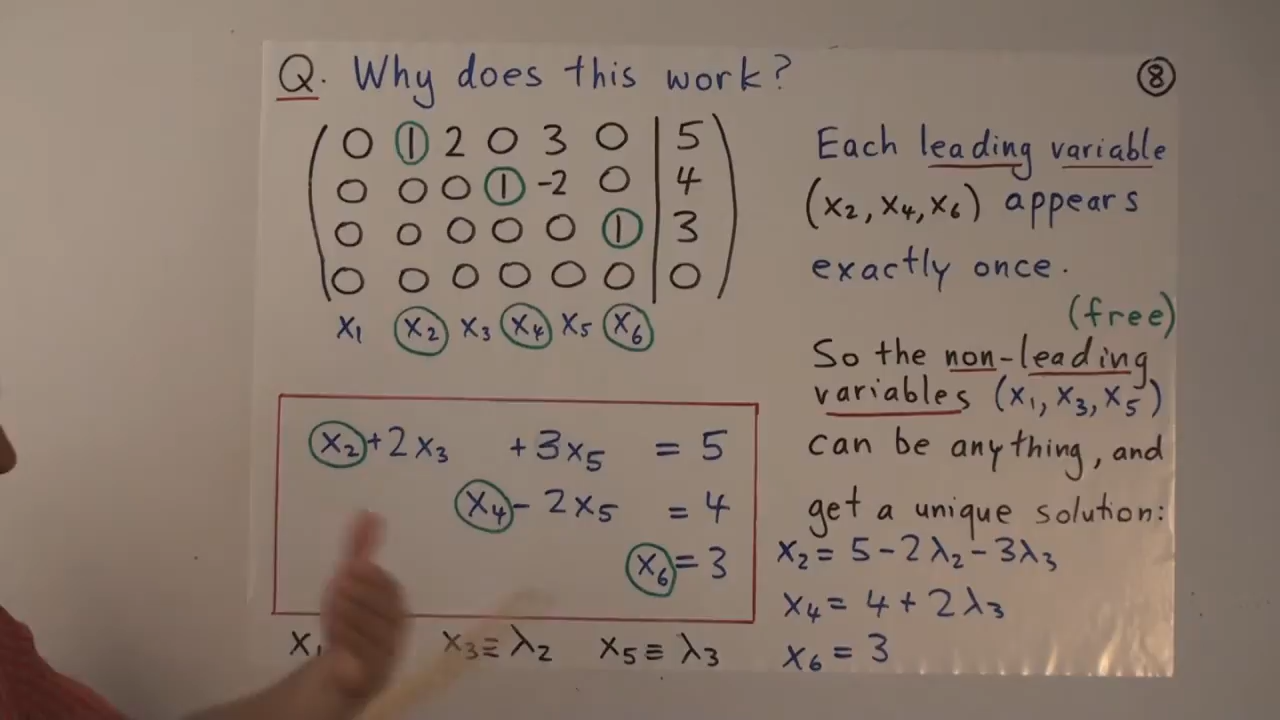 Q. Why does this work?
8
0 1 2 0 3 0 | 5
0 0 0 1 -2 0 | 4
0 0 0 0 0 1 | 3
0 0 0 0 0 0 | 0
x₁ x₂ x₃ x₄ x₅ x₆
x₂ + 2x₃ + 3x₅ = 5
x₄ - 2x₅ = 4
x₆ = 3
x₁ x₃ ≡ λ₂ x₅ ≡ λ₃
Each leading variable
(x₂, x₄, x₆) appears
exactly once.
(free)
So the non-leading
variables (x₁, x₃, x₅)
can be anything, and
get a unique solution:
x₂ = 5 - 2λ₂ - 3λ₃
x₄ = 4 + 2λ₃
x₆ = 3